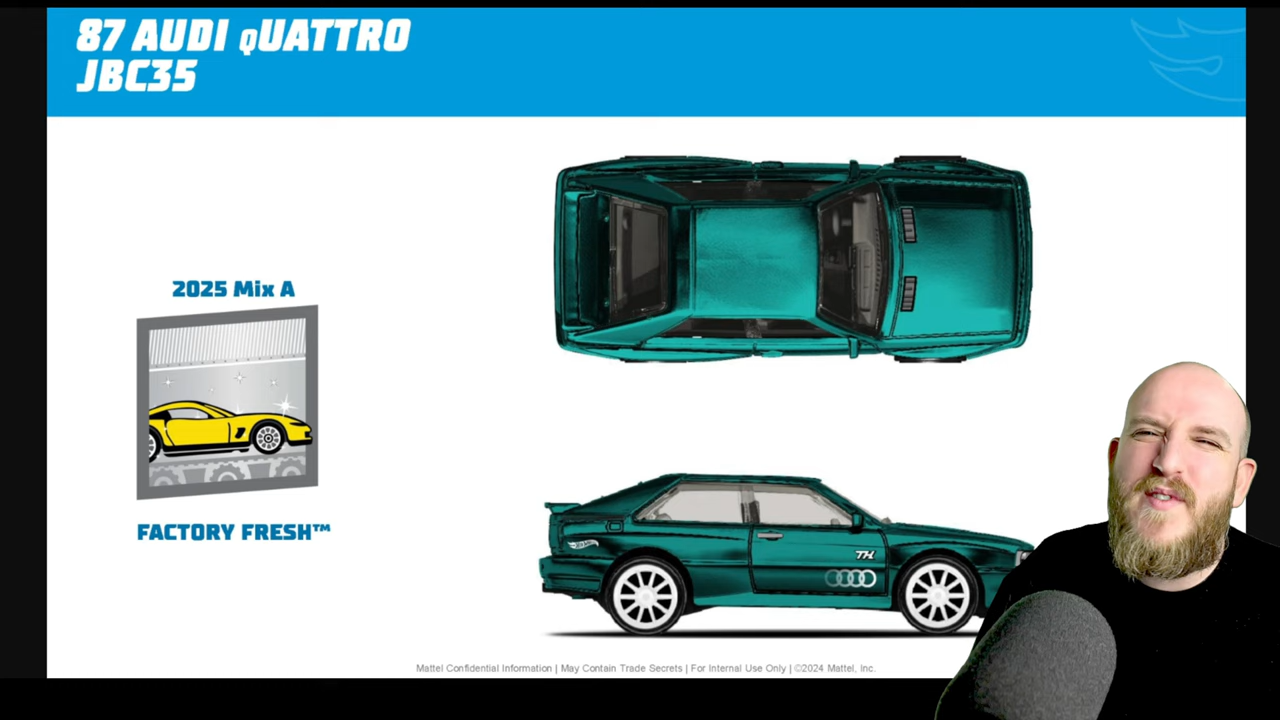 87 AUDI QUATTRO
JBC35
2025 Mix A
FACTORY FRESH™
TH
Mattel Confidential Information | May Contain Trade Secrets | For Internal Use Only | ©2024 Mattel, Inc.